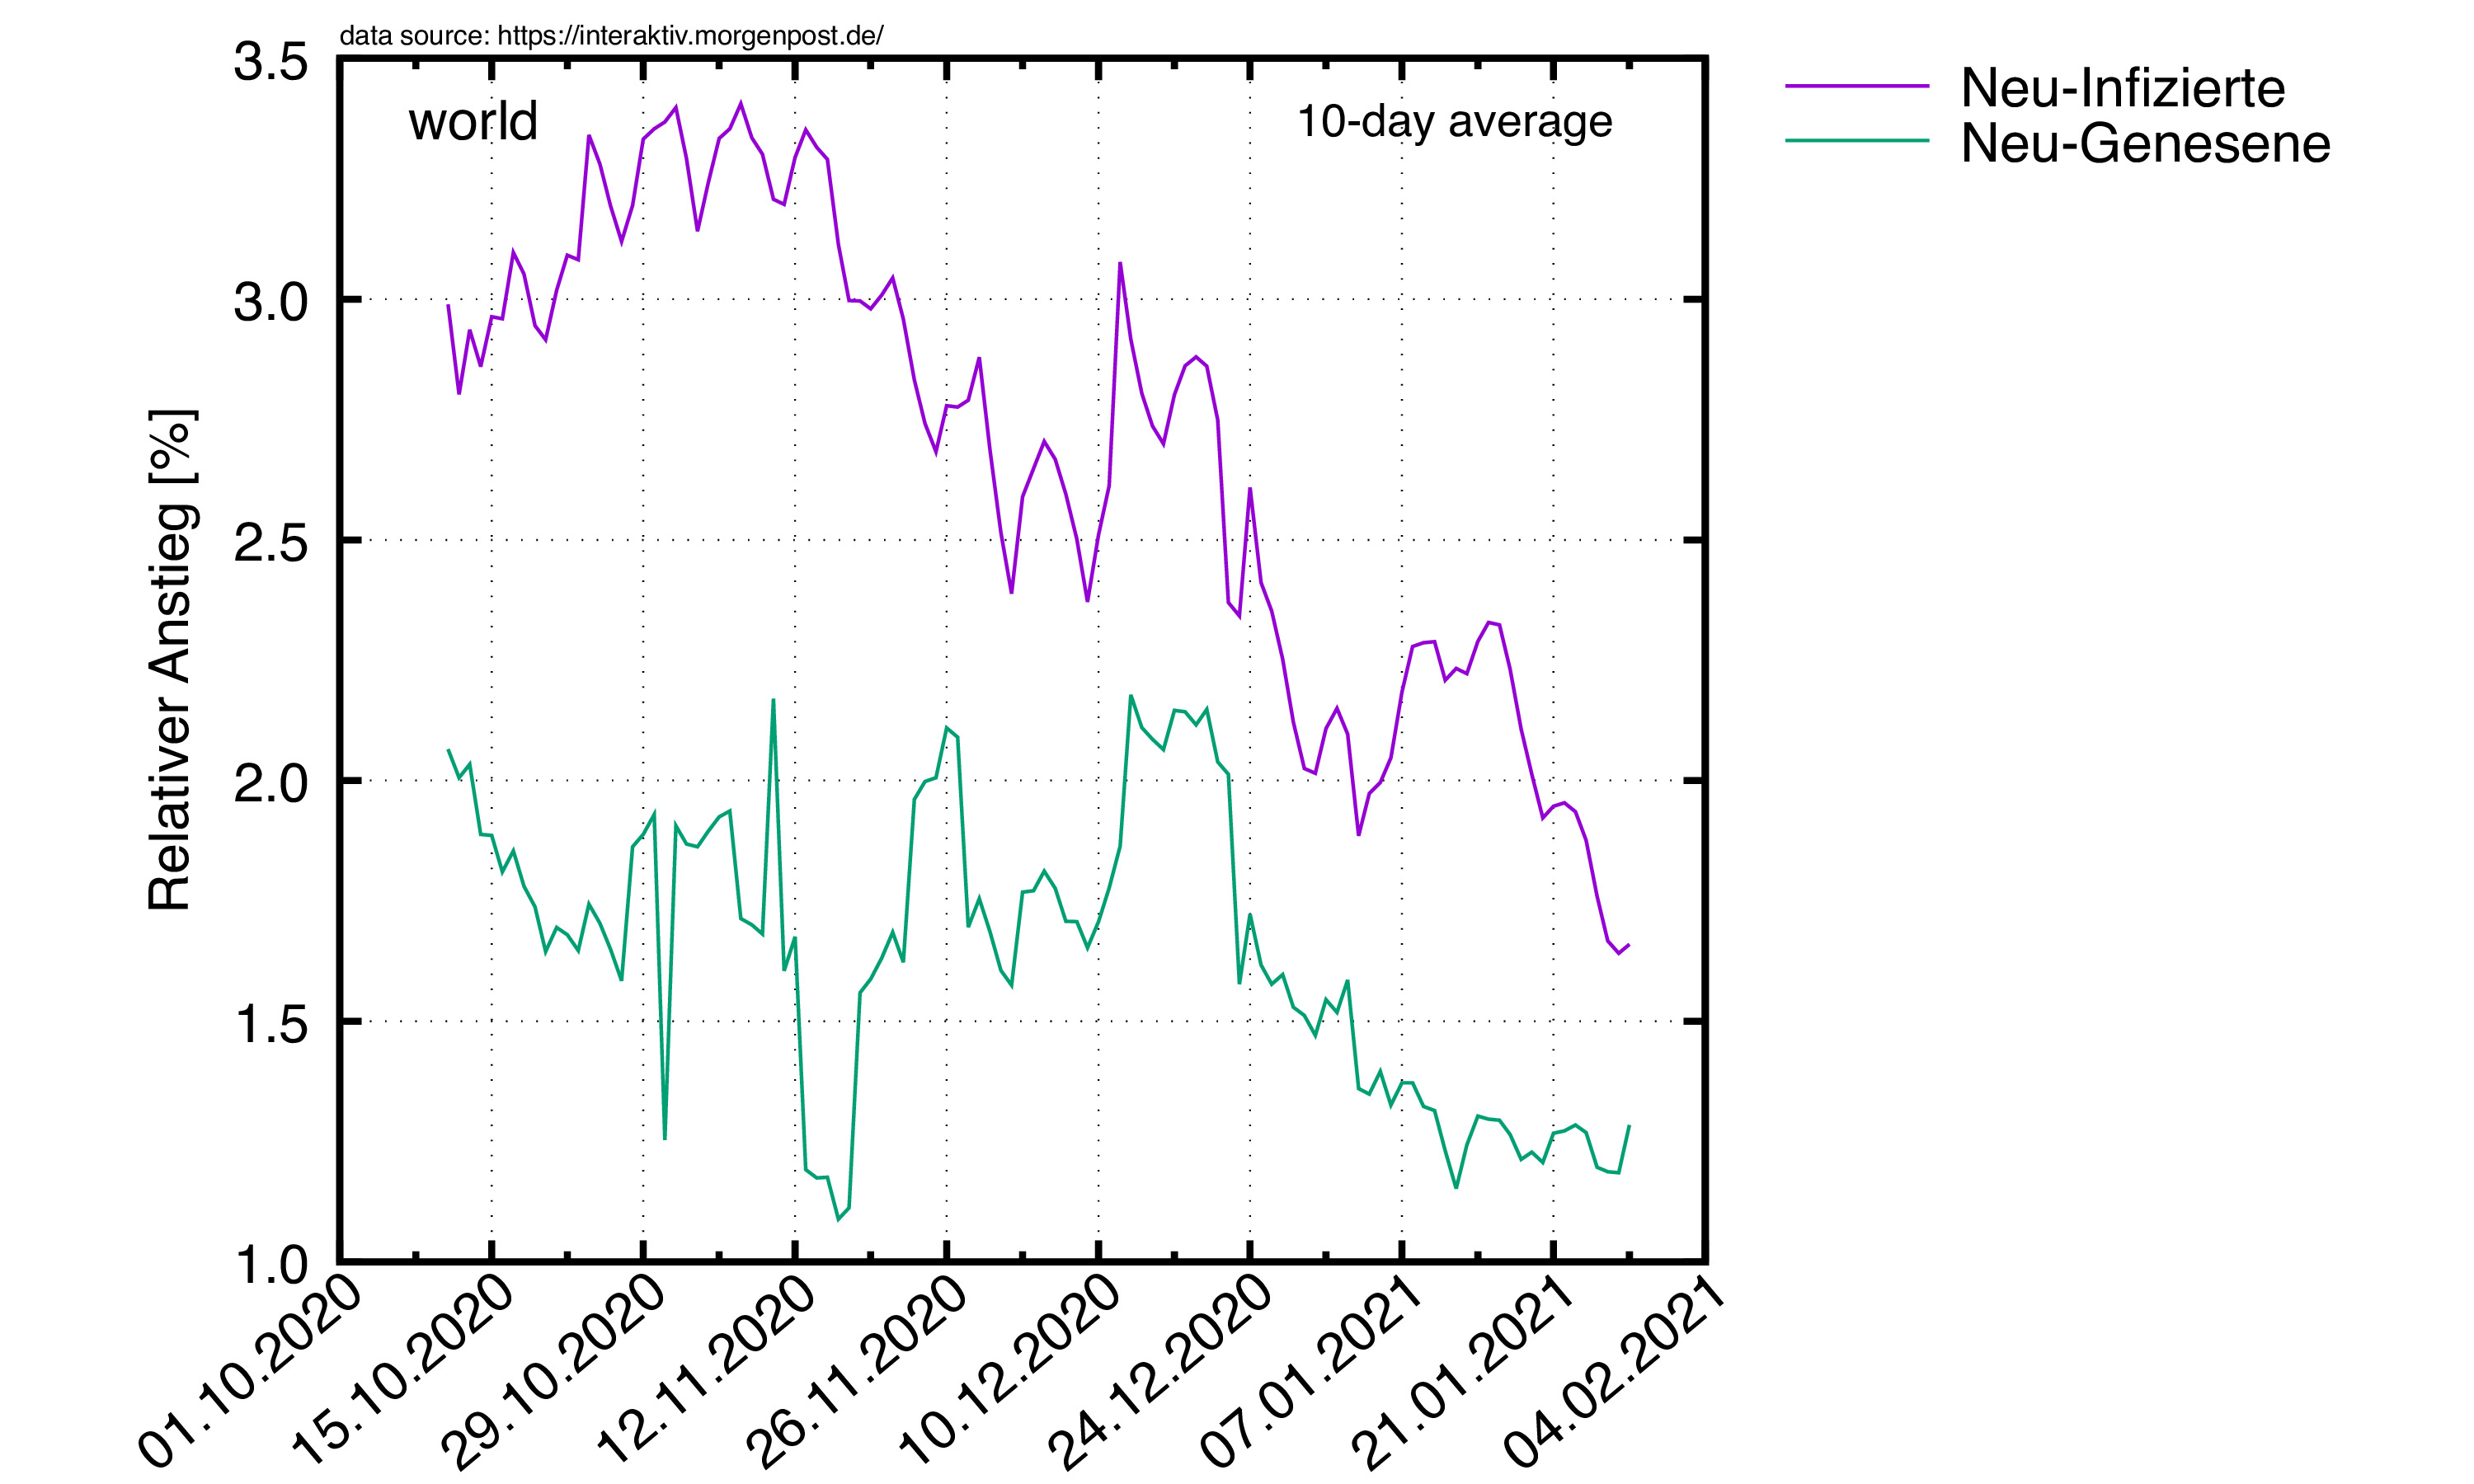 data source: https://interaktiv.morgenpost.de/
world
10-day average
Neu-Infizierte
Neu-Genesene
Relativer Anstieg [%]
3.5
3.0
2.5
2.0
1.5
1.0
01.10.2020
15.10.2020
29.10.2020
12.11.2020
26.11.2020
10.12.2020
24.12.2020
07.01.2021
21.01.2021
04.02.2021